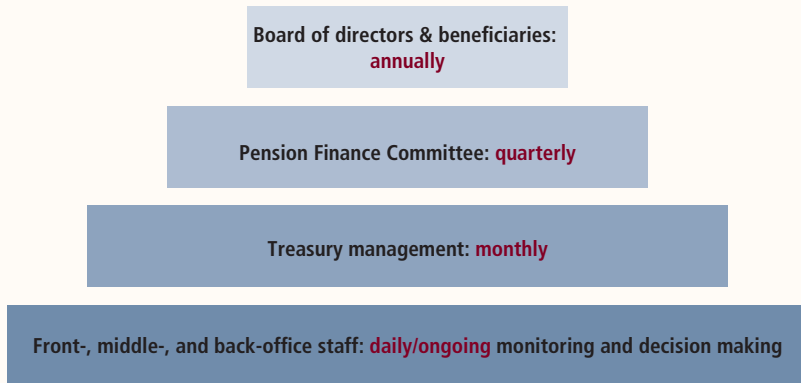 Board of directors & beneficiaries:
annually
Pension Finance Committee: quarterly
Treasury management: monthly
Front-, middle-, and back-office staff: daily/ongoing monitoring and decision making